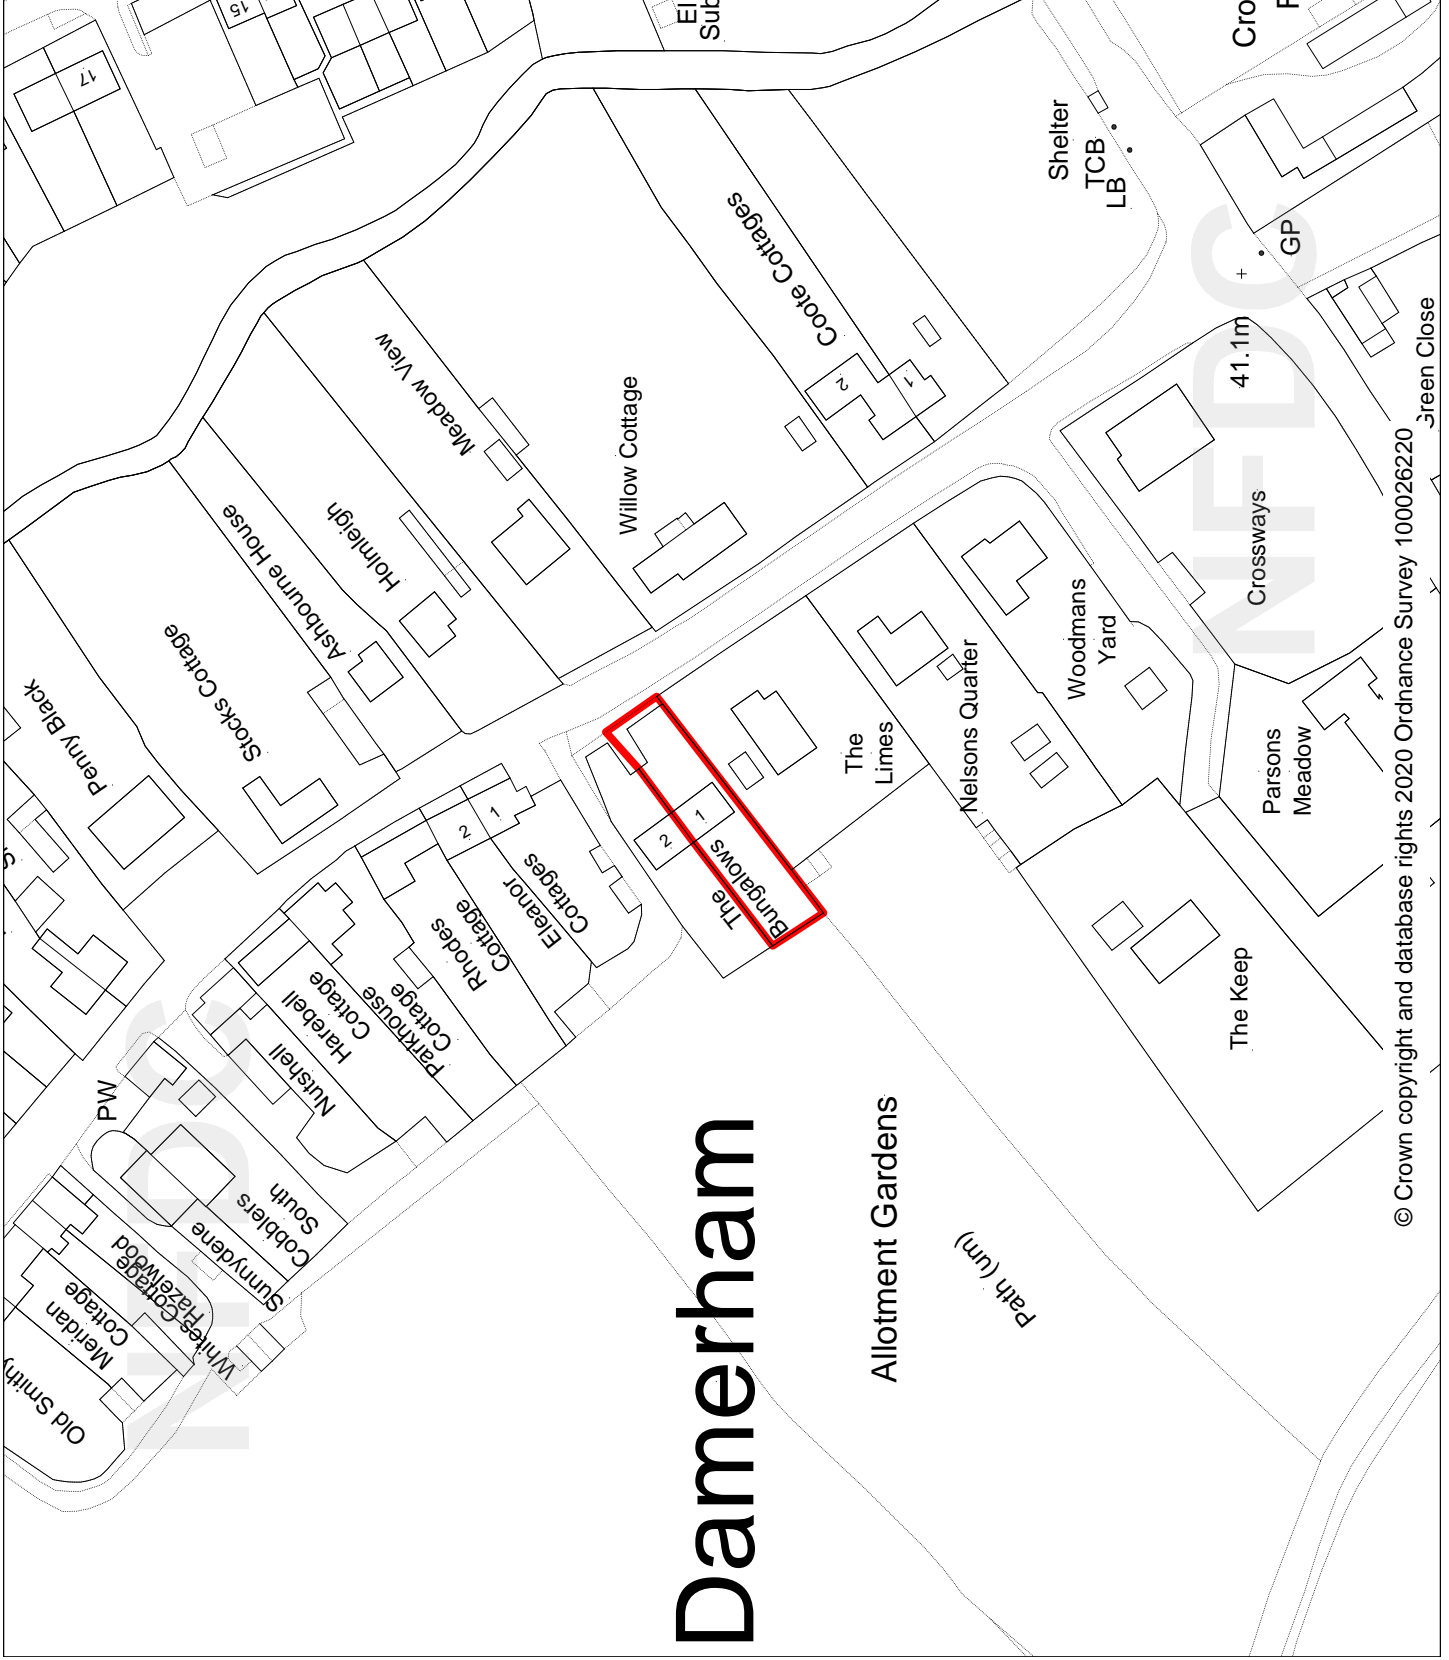 Old Smithy
Meridan
Cottage
Whites Cottage
Hazelwood
Sunnydene
Cobblers
South
PW
Nutshell
Harebell
Cottage
Parkhouse
Cottage
Rhodes
Cottage
Eleanor
Cottages
2
1
The
Bungalows
2
1
Penny Black
Stocks Cottage
Ashbourne House
Holmleigh
Meadow View
Willow Cottage
Coote Cottages
2
1
17
15
El
Sub
Shelter
TCB
LB
Cro
GP
41.1m
Green Close
Crossways
Woodmans
Yard
Nelsons Quarter
The
Limes
Parsons
Meadow
The Keep
Damerham
Allotment Gardens
Path (um)
NFDC
NFDC
© Crown copyright and database rights 2020 Ordnance Survey 100026220